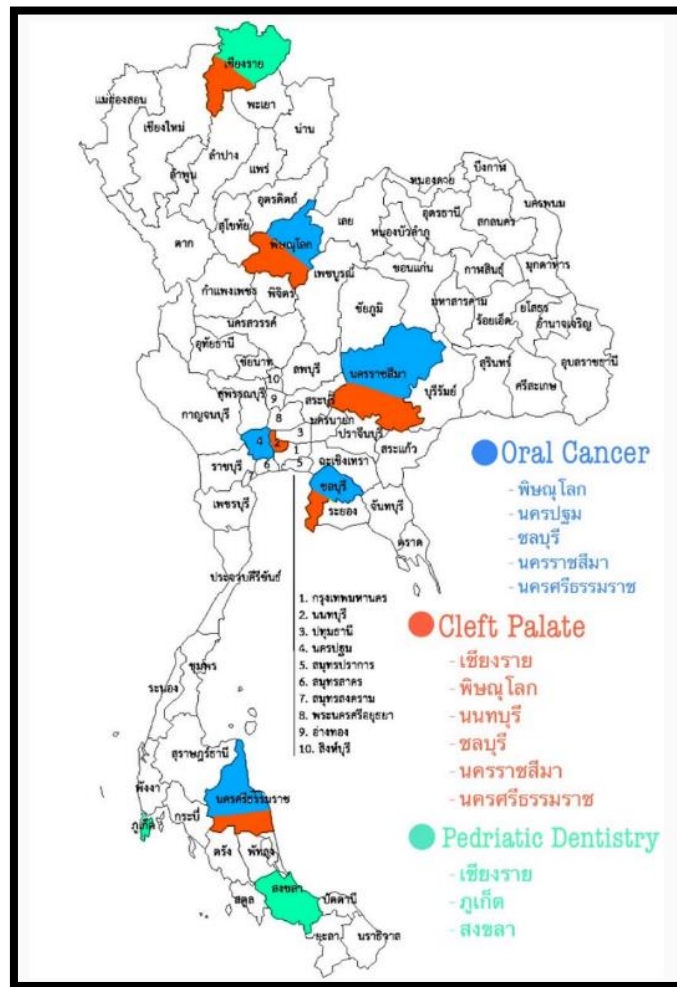 เชียงราย
แม่ฮ่องสอน
พะเยา
เชียงใหม่
น่าน
ลำปาง
แพร่
ลำพูน
บึงกาฬ
หนองคาย
อุตรดิตถ์
นครพนม
เลย
อุดรธานี
สกลนคร
สุโขทัย
หนองบัวลำภู
ตาก
พิษณุโลก
ขอนแก่น
กาฬสินธุ์
มุกดาหาร
เพชรบูรณ์
กำแพงเพชร
พิจิตร
มหาสารคาม
ยโสธร
ชัยภูมิ
ร้อยเอ็ด
อำนาจเจริญ
นครสวรรค์
อุทัยธานี
ชัยนาท
ลพบุรี
นครราชสีมา
บุรีรัมย์
สุรินทร์
ศรีสะเกษ
อุบลราชธานี
10
สุพรรณบุรี
9
สระบุรี
กาญจนบุรี
8
นครนายก
3
ปราจีนบุรี
4
2
1
สระแก้ว
ราชบุรี
6
5
ฉะเชิงเทรา
ชลบุรี
เพชรบุรี
ระยอง
จันทบุรี
ตราด
ประจวบคีรีขันธ์
Oral Cancer
- พิษณุโลก
- นครปฐม
- ชลบุรี
- นครราชสีมา
- นครศรีธรรมราช
1. กรุงเทพมหานคร
2. นนทบุรี
3. ปทุมธานี
4. นครปฐม
5. สมุทรปราการ
6. สมุทรสาคร
7. สมุทรสงคราม
8. พระนครศรีอยุธยา
9. อ่างทอง
10. สิงห์บุรี
Cleft Palate
- เชียงราย
- พิษณุโลก
- นนทบุรี
- ชลบุรี
- นครราชสีมา
- นครศรีธรรมราช
ชุมพร
ระนอง
สุราษฎร์ธานี
พังงา
นครศรีธรรมราช
กระบี่
ภูเก็ต
ตรัง
พัทลุง
สงขลา
สตูล
ปัตตานี
ยะลา
นราธิวาส
Pedriatic Dentistry
- เชียงราย
- ภูเก็ต
- สงขลา